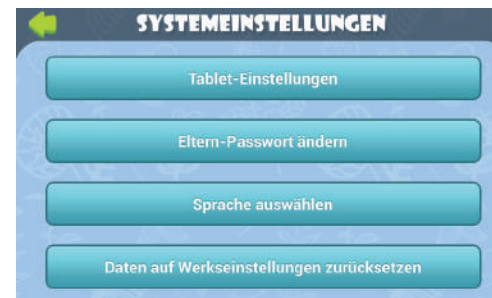 SYSTEMEINSTELLUNGEN
Tablet-Einstellungen
Eltern-Passwort ändern
Sprache auswählen
Daten auf Werkseinstellungen zurücksetzen